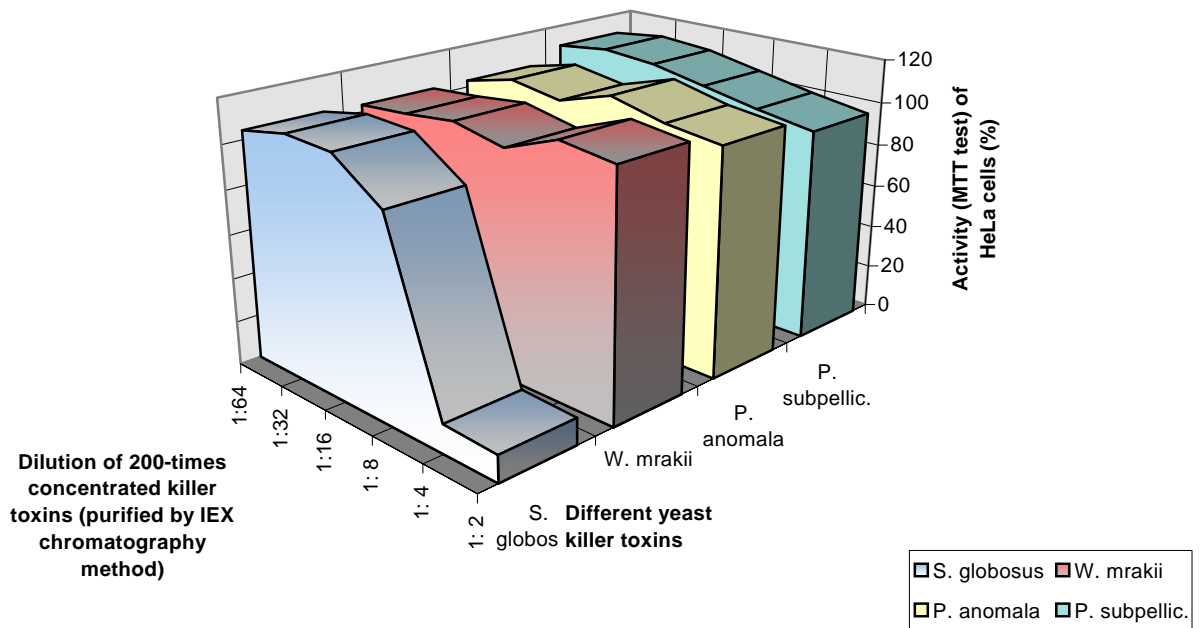 120
100
80
60
40
20
0
Activity (MTT test) of
HeLa cells (%)
P.
subpellic.
P.
anomala
W. mrakii
S.
globos
Different yeast
killer toxins
1:64
1:32
1:16
1: 8
1: 4
1: 2
Dilution of 200-times
concentrated killer
toxins (purified by IEX
chromatography
method)
S. globosus
W. mrakii
P. anomala
P. subpellic.